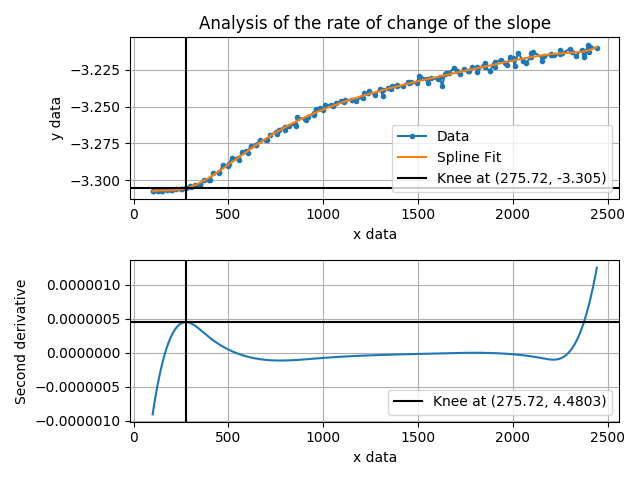 Analysis of the rate of change of the slope
y data
−3.225
−3.250
−3.275
−3.300
Data
Spline Fit
Knee at (275.72, -3.305)
0 500 1000 1500 2000 2500
x data
Second derivative
0.0000010
0.0000005
0.0000000
−0.0000005
−0.0000010
Knee at (275.72, 4.4803)
0 500 1000 1500 2000 2500
x data